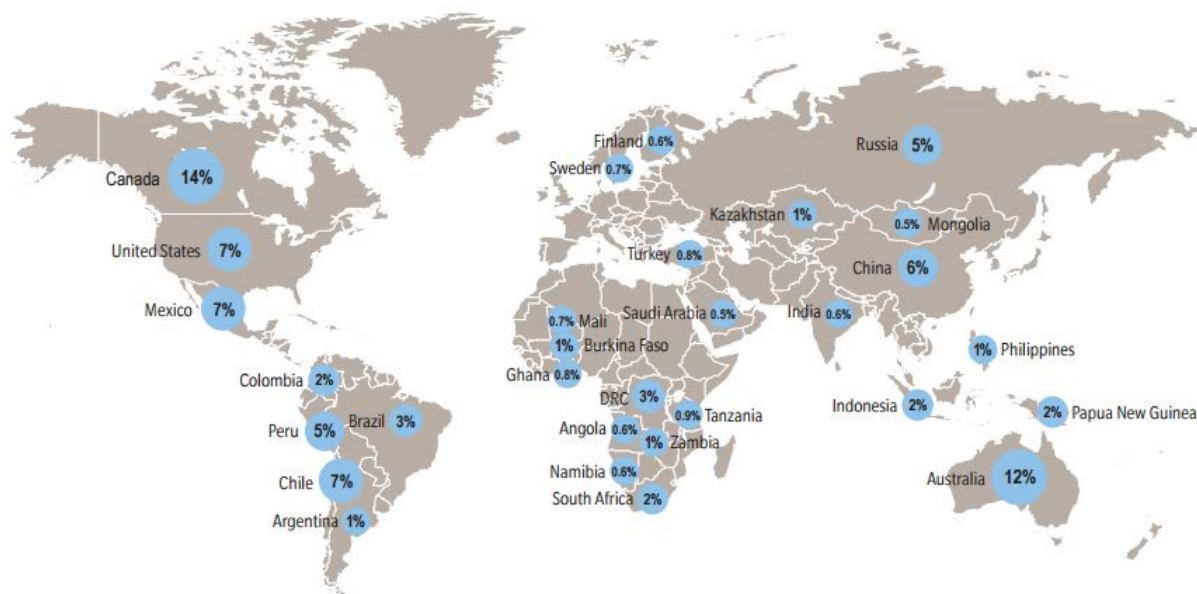 Canada 14%
United States 7%
Mexico 7%
Colombia 2%
Brazil 3%
Peru 5%
Chile 7%
Argentina 1%
Finland 0.6%
Sweden 0.7%
Russia 5%
Kazakhstan 1%
0.5% Mongolia
Turkey 0.8%
China 6%
0.7% Mali
Saudi Arabia 0.5%
India 0.6%
1% Burkina Faso
1% Philippines
Ghana 0.8%
DRC 3%
0.9% Tanzania
Indonesia 2%
2% Papua New Guinea
Angola 0.6%
1% Zambia
Namibia 0.6%
South Africa 2%
Australia 12%